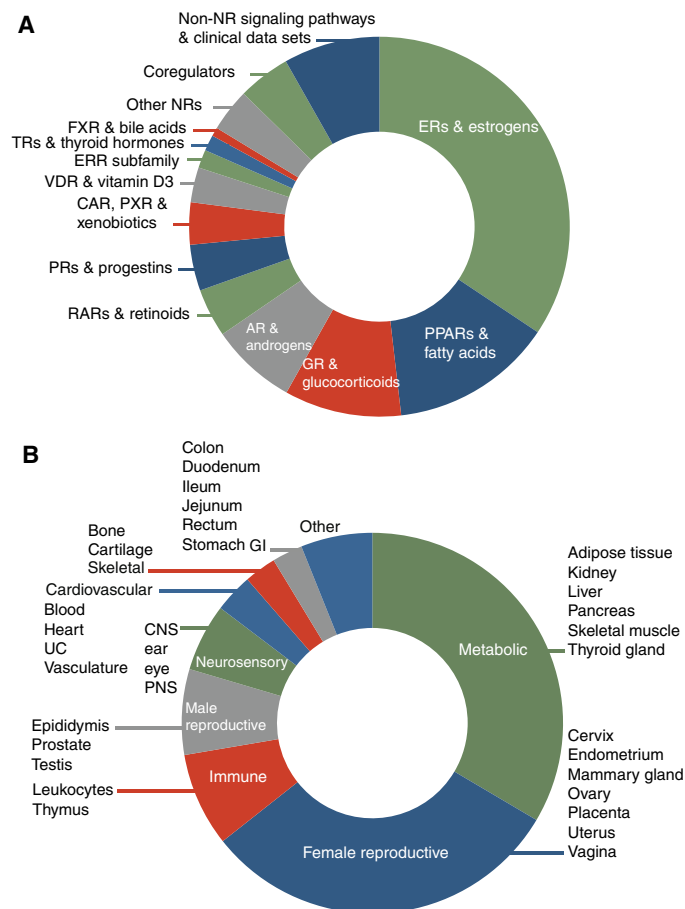 A
Non-NR signaling pathways
& clinical data sets
Coregulators
Other NRs
FXR & bile acids
TRs & thyroid hormones
ERR subfamily
VDR & vitamin D3
CAR, PXR &
xenobiotics
PRs & progestins
RARs & retinoids
AR &
androgens
GR &
glucocorticoids
PPARs &
fatty acids
ERs & estrogens
B
Colon
Duodenum
Ileum
Jejunum
Rectum
Stomach GI
Other
Bone
Cartilage
Skeletal
Cardiovascular
Blood
Heart
UC
Vasculature
CNS
ear
eye
PNS
Neurosensory
Male
reproductive
Epididymis
Prostate
Testis
Immune
Leukocytes
Thymus
Metabolic
Adipose tissue
Kidney
Liver
Pancreas
Skeletal muscle
Thyroid gland
Female reproductive
Cervix
Endometrium
Mammary gland
Ovary
Placenta
Uterus
Vagina